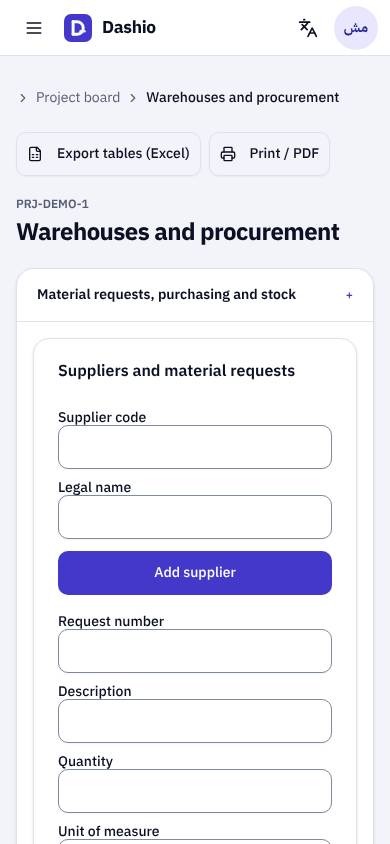 Dashio
مش
Project board
Warehouses and procurement
Export tables (Excel)
Print / PDF
PRJ-DEMO-1
Warehouses and procurement
Material requests, purchasing and stock
+
Suppliers and material requests
Supplier code
Legal name
Add supplier
Request number
Description
Quantity
Unit of measure